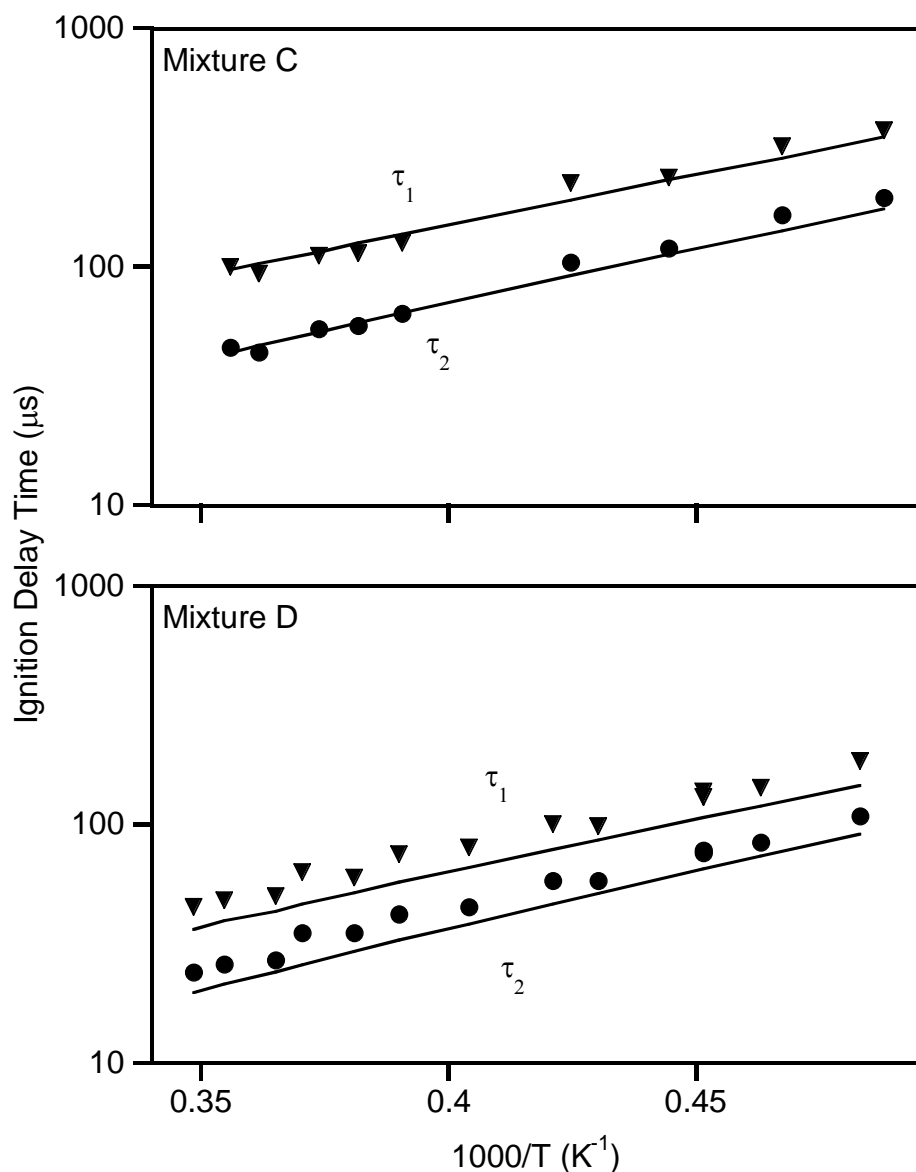 1000
Mixture C
τ1
100
τ2
10
Ignition Delay Time (μs)
1000
Mixture D
τ1
100
τ2
10
0.35 0.4 0.45
1000/T (K-1)